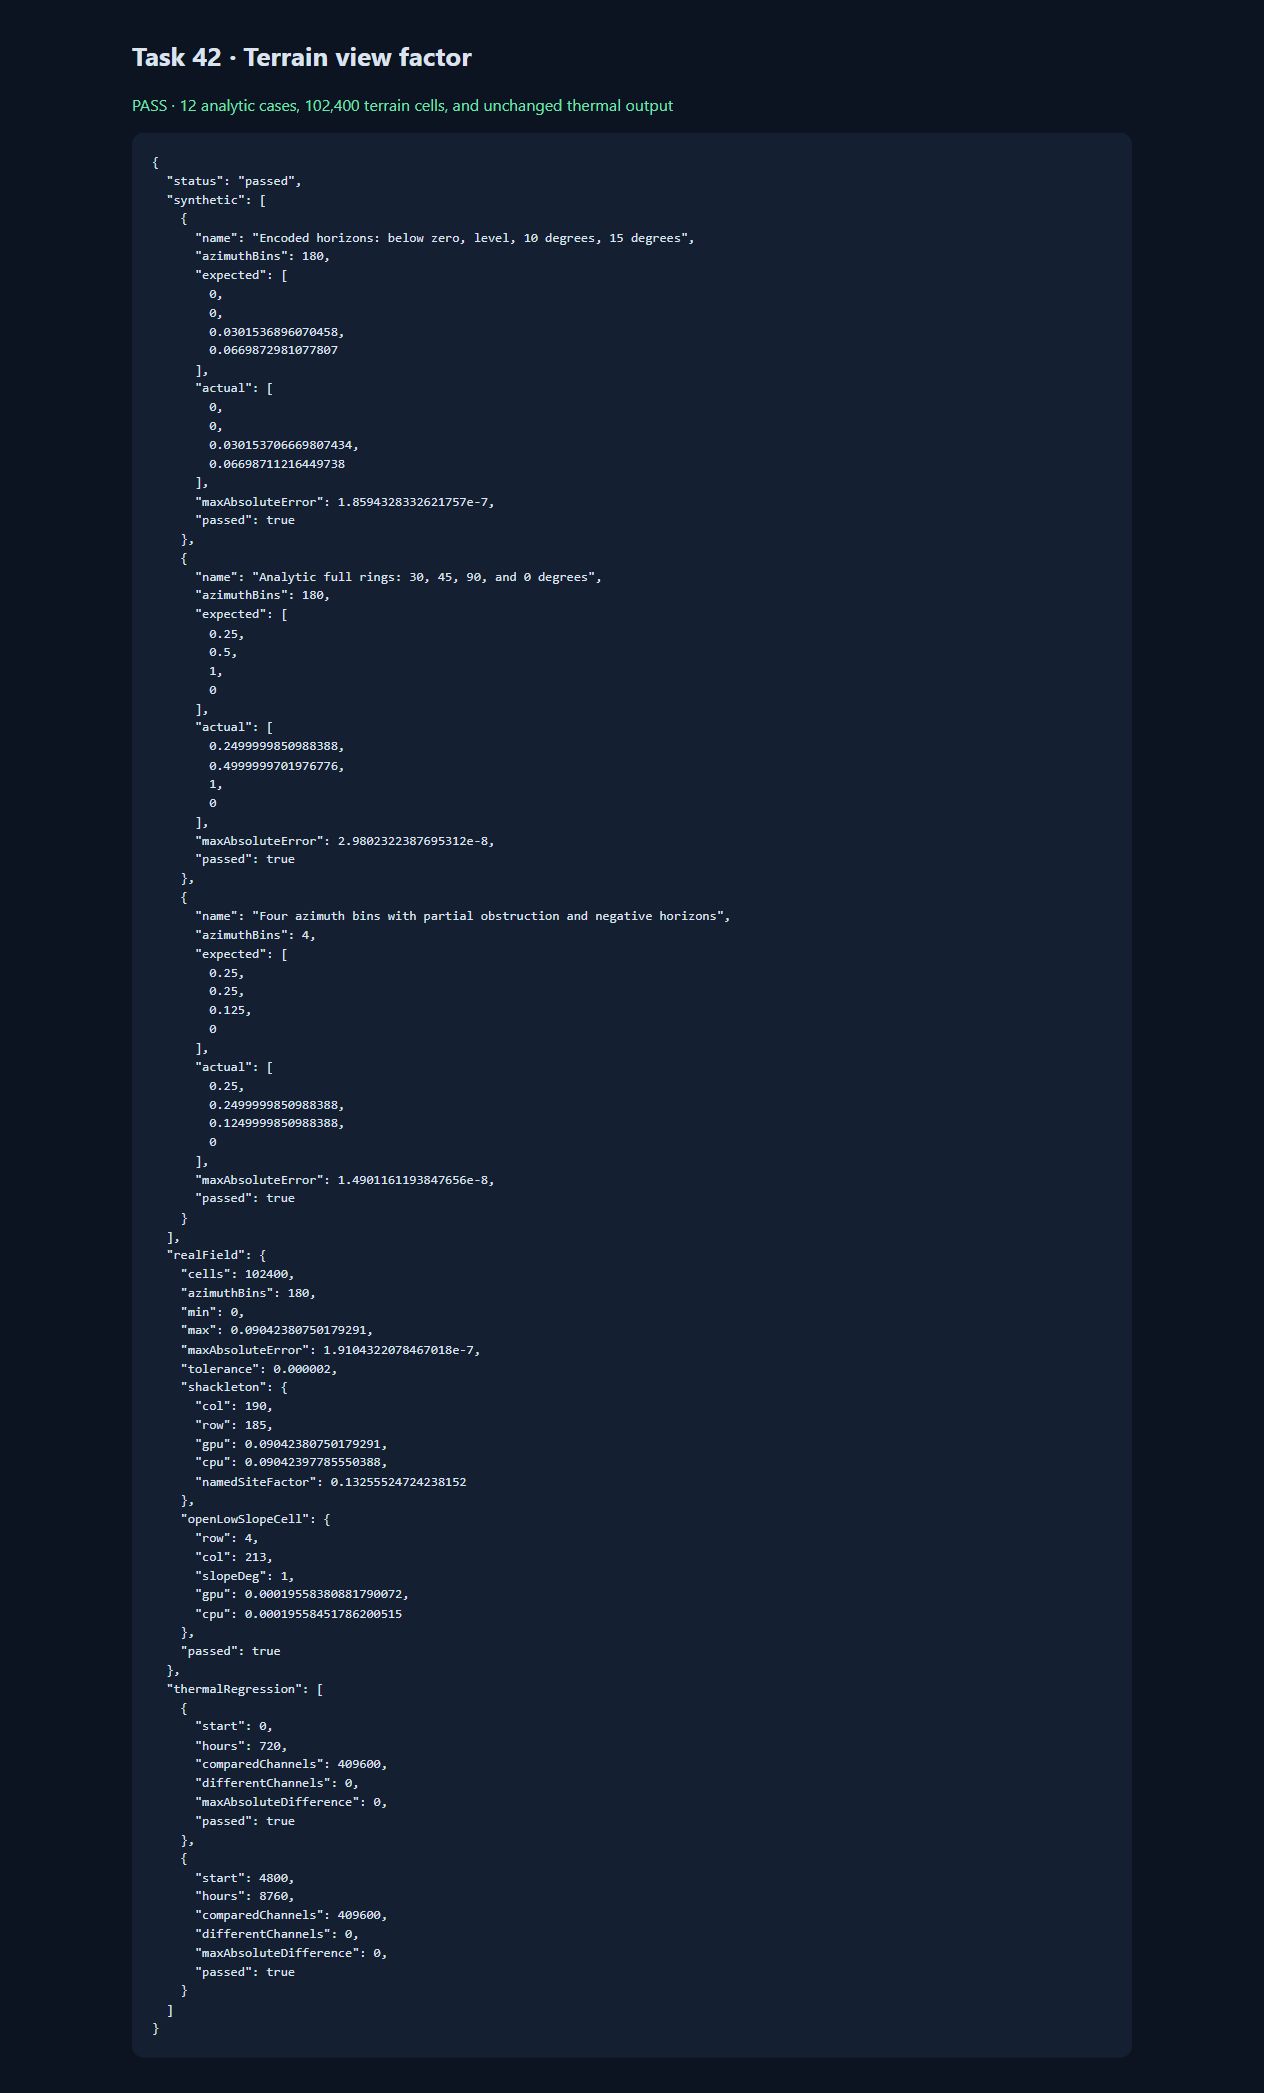 Task 42 · Terrain view factor
PASS · 12 analytic cases, 102,400 terrain cells, and unchanged thermal output
{
  "status": "passed",
  "synthetic": [
    {
      "name": "Encoded horizons: below zero, level, 10 degrees, 15 degrees",
      "azimuthBins": 180,
      "expected": [
        0,
        0,
        0.0301536896070458,
        0.0669872981077807
      ],
      "actual": [
        0,
        0,
        0.030153706669807434,
        0.06698711216449738
      ],
      "maxAbsoluteError": 1.8594328332621757e-7,
      "passed": true
    },
    {
      "name": "Analytic full rings: 30, 45, 90, and 0 degrees",
      "azimuthBins": 180,
      "expected": [
        0.25,
        0.5,
        1,
        0
      ],
      "actual": [
        0.2499999850988388,
        0.4999999701976776,
        1,
        0
      ],
      "maxAbsoluteError": 2.9802322387695312e-8,
      "passed": true
    },
    {
      "name": "Four azimuth bins with partial obstruction and negative horizons",
      "azimuthBins": 4,
      "expected": [
        0.25,
        0.25,
        0.125,
        0
      ],
      "actual": [
        0.25,
        0.2499999850988388,
        0.1249999850988388,
        0
      ],
      "maxAbsoluteError": 1.4901161193847656e-8,
      "passed": true
    }
  ],
  "realField": {
    "cells": 102400,
    "azimuthBins": 180,
    "min": 0,
    "max": 0.09042380750179291,
    "maxAbsoluteError": 1.9104322078467018e-7,
    "tolerance": 0.000002,
    "shackleton": {
      "col": 190,
      "row": 185,
      "gpu": 0.09042380750179291,
      "cpu": 0.09042397785550388,
      "namedSiteFactor": 0.13255524724238152
    },
    "openLowSlopeCell": {
      "row": 4,
      "col": 213,
      "slopeDeg": 1,
      "gpu": 0.00019558380881790072,
      "cpu": 0.00019558451786200515
    },
    "passed": true
  },
  "thermalRegression": [
    {
      "start": 0,
      "hours": 720,
      "comparedChannels": 409600,
      "differentChannels": 0,
      "maxAbsoluteDifference": 0,
      "passed": true
    },
    {
      "start": 4800,
      "hours": 8760,
      "comparedChannels": 409600,
      "differentChannels": 0,
      "maxAbsoluteDifference": 0,
      "passed": true
    }
  ]
}